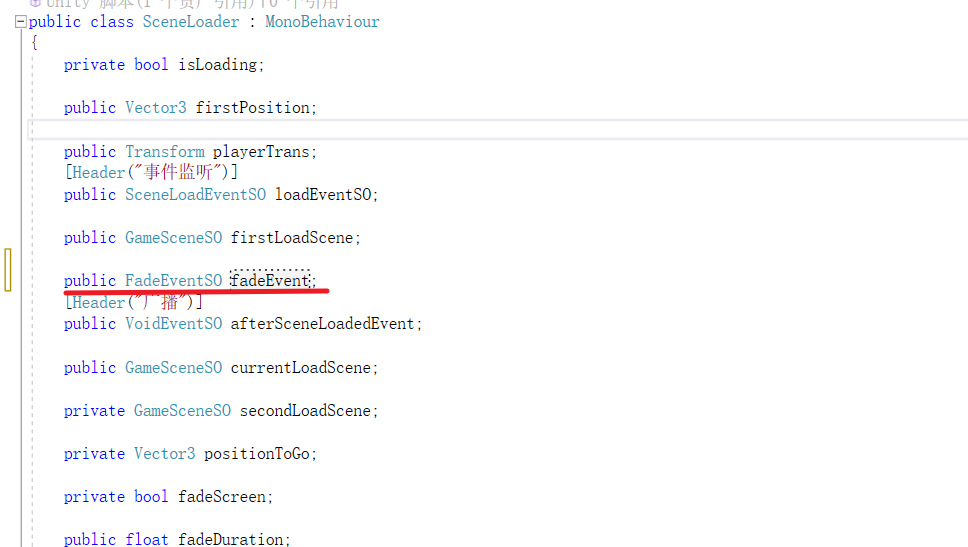 Unity 脚本(1 个资产引用)|0 个引用
public class SceneLoader : MonoBehaviour
{
private bool isLoading;
public Vector3 firstPosition;
public Transform playerTrans;
[Header("事件监听")]
public SceneLoadEventSO loadEventSO;
public GameSceneSO firstLoadScene;
public FadeEventSO fadeEvent;
[Header("广播")]
public VoidEventSO afterSceneLoadedEvent;
public GameSceneSO currentLoadScene;
private GameSceneSO secondLoadScene;
private Vector3 positionToGo;
private bool fadeScreen;
public float fadeDuration;